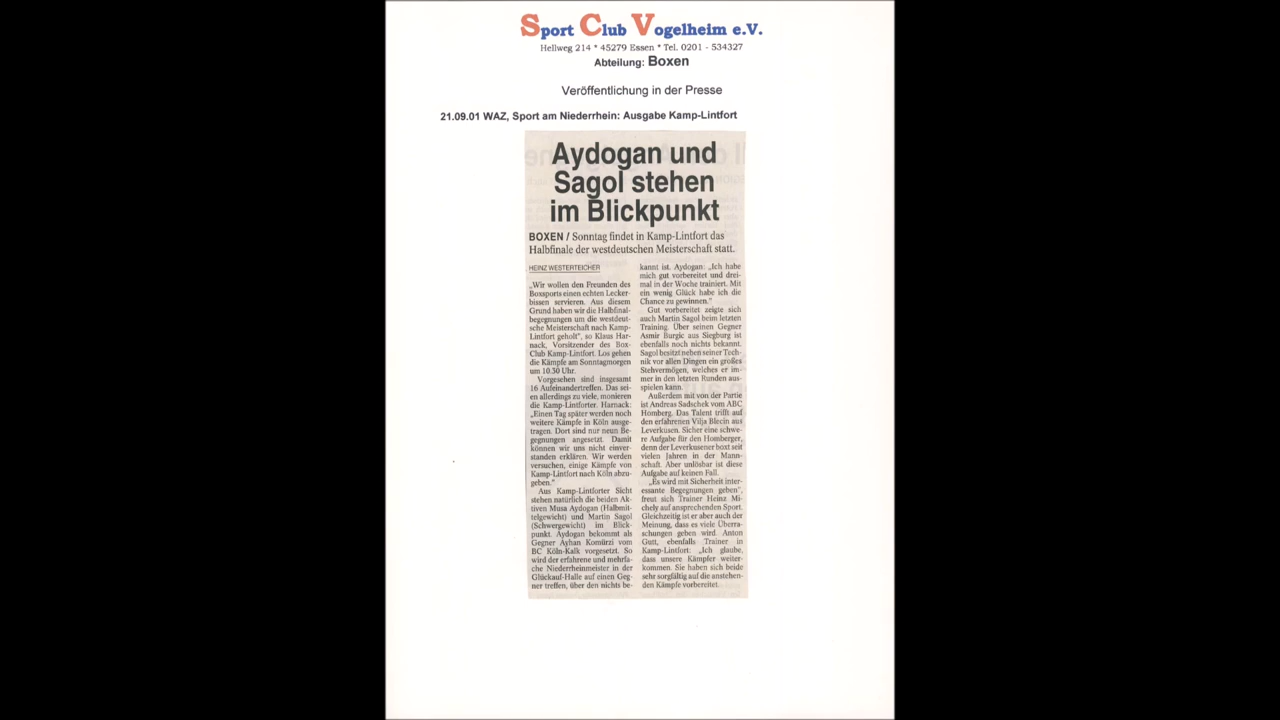 Sport Club Vogelheim e.V.
Hellweg 214 * 45279 Essen * Tel. 0201 - 534327
Abteilung: Boxen
Veröffentlichung in der Presse
21.09.01 WAZ, Sport am Niederrhein: Ausgabe Kamp-Lintfort
Aydogan und
Sagol stehen
im Blickpunkt
BOXEN / Sonntag findet in Kamp-Lintfort das
Halbfinale der westdeutschen Meisterschaft statt.
HEINZ WESTERTEICHER
„Wir wollen den Freunden des
Boxsports einen echten Lecker-
bissen servieren. Aus diesem
Grund haben wir die Halbfinal-
begegnungen um die westdeut-
sche Meisterschaft nach Kamp-
Lintfort geholt", so Klaus Har-
nack, Vorsitzender des Box-
Club Kamp-Lintfort. Los gehen
die Kämpfe am Sonntagmorgen
um 10.30 Uhr.
Vorgesehen sind insgesamt
16 Aufeinandertreffen. Das sei-
en allerdings zu viele, monieren
die Kamp-Lintforter. Harnack:
„Einen Tag später werden noch
weitere Kämpfe in Köln ausge-
tragen. Dort sind nur neun Be-
gegnungen angesetzt. Damit
können wir uns nicht einver-
standen erklären. Wir werden
versuchen, einige Kämpfe von
Kamp-Lintfort nach Köln abzu-
geben."
Aus Kamp-Lintforter Sicht
stehen natürlich die beiden Ak-
tiven Musa Aydogan (Halbmit-
telgewicht) und Martin Sagol
(Schwergewicht) im Blick-
punkt. Aydogan bekommt als
Gegner Ayhan Komürzi vom
BC Köln-Kalk vorgesetzt. So
wird der erfahrene und mehrfa-
che Niederrheinmeister in der
Glückauf-Halle auf einen Geg-
ner treffen, über den nichts be-
kannt ist. Aydogan: „Ich habe
mich gut vorbereitet und drei-
mal in der Woche trainiert. Mit
ein wenig Glück habe ich die
Chance zu gewinnen."
Gut vorbereitet zeigte sich
auch Martin Sagol beim letzten
Training. Über seinen Gegner
Asmir Burgic aus Siegburg ist
ebenfalls noch nichts bekannt.
Sagol besitzt neben seiner Tech-
nik vor allen Dingen ein großes
Stehvermögen, welches er im-
mer in den letzten Runden aus-
spielen kann.
Außerdem mit von der Partie
ist Andreas Sadschek vom ABC
Homberg. Das Talent trifft auf
den erfahrenen Vilja Blecin aus
Leverkusen. Sicher eine schwe-
re Aufgabe für den Homberger,
denn der Leverkusener boxt seit
vielen Jahren in der Mann-
schaft. Aber unlösbar ist diese
Aufgabe auf keinen Fall.
„Es wird mit Sicherheit inter-
essante Begegnungen geben",
freut sich Trainer Heinz Mi-
chely auf ansprechenden Sport.
Gleichzeitig ist er aber auch der
Meinung, dass es viele Überra-
schungen geben wird. Anton
Gutt, ebenfalls Trainer in
Kamp-Lintfort: „Ich glaube,
dass unsere Kämpfer weiter-
kommen. Sie haben sich beide
sehr sorgfältig auf die anstehen-
den Kämpfe vorbereitet.